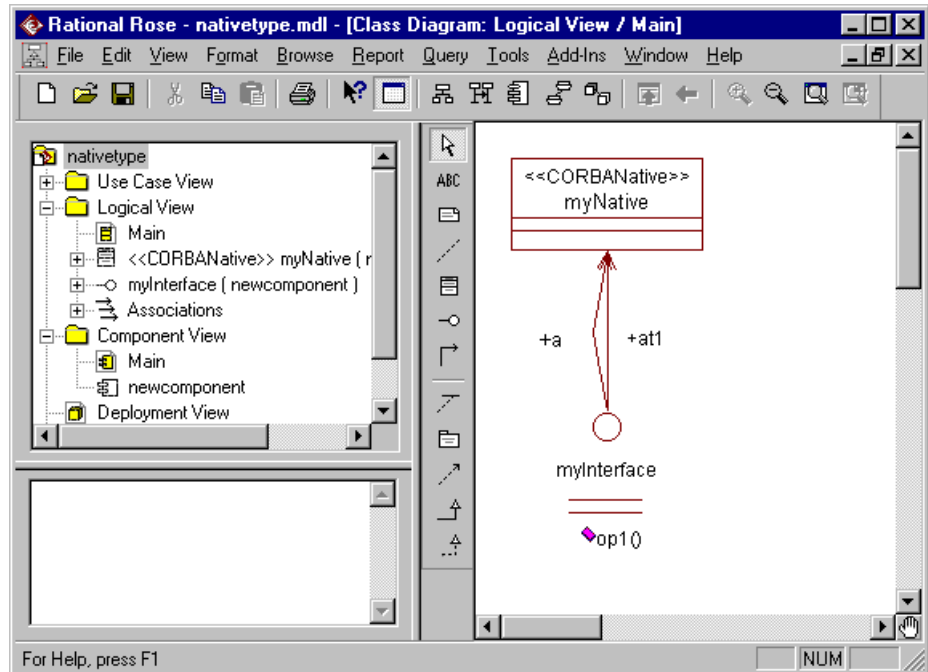 Rational Rose - nativetype.mdl - [Class Diagram: Logical View / Main]
File Edit View Format Browse Report Query Tools Add-Ins Window Help
nativetype
Use Case View
Logical View
Main
<<CORBANative>> myNative (
myInterface ( newcomponent )
Associations
Component View
Main
newcomponent
Deployment View
ABC
<<CORBANative>>
myNative
+a
+at1
myInterface
op1()
For Help, press F1
NUM